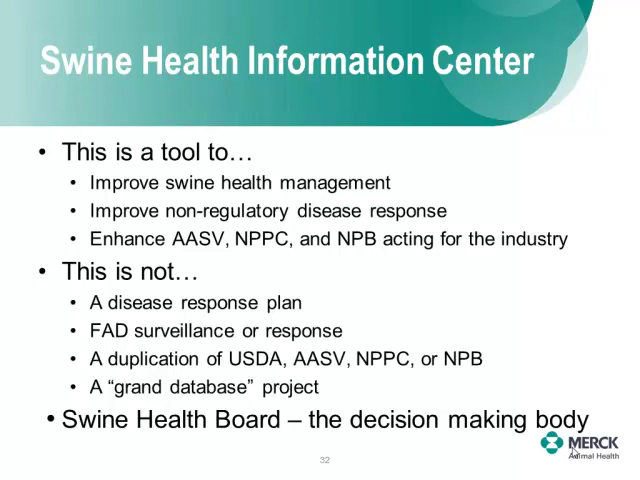 Swine Health Information Center
• This is a tool to…
• Improve swine health management
• Improve non-regulatory disease response
• Enhance AASV, NPPC, and NPB acting for the industry
• This is not…
• A disease response plan
• FAD surveillance or response
• A duplication of USDA, AASV, NPPC, or NPB
• A “grand database” project
• Swine Health Board – the decision making body
MERCK
Animal Health
32